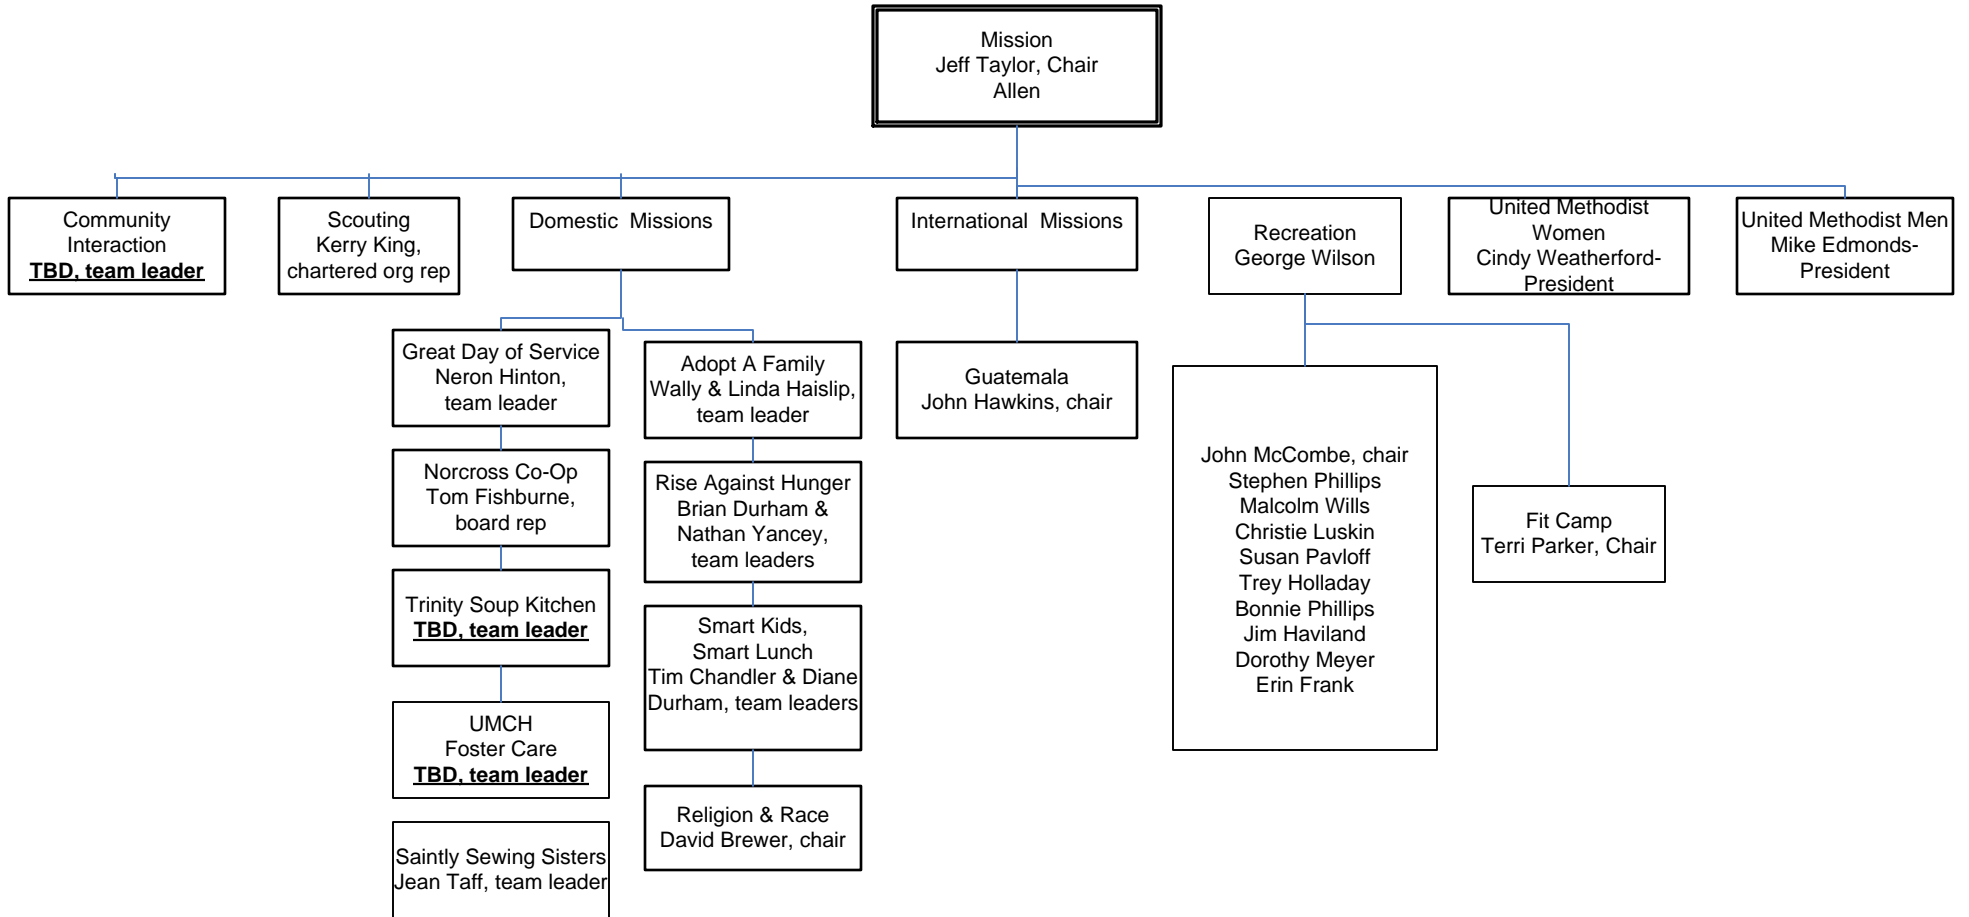 Mission
Jeff Taylor, Chair
Allen
Community
Interaction
TBD, team leader
Scouting
Kerry King,
chartered org rep
Domestic Missions
International Missions
Recreation
George Wilson
United Methodist
Women
Cindy Weatherford-
President
United Methodist Men
Mike Edmonds-
President
Great Day of Service
Neron Hinton,
team leader
Norcross Co-Op
Tom Fishburne,
board rep
Trinity Soup Kitchen
TBD, team leader
UMCH
Foster Care
TBD, team leader
Saintly Sewing Sisters
Jean Taff, team leader
Adopt A Family
Wally & Linda Haislip,
team leader
Rise Against Hunger
Brian Durham &
Nathan Yancey,
team leaders
Smart Kids,
Smart Lunch
Tim Chandler & Diane
Durham, team leaders
Religion & Race
David Brewer, chair
Guatemala
John Hawkins, chair
John McCombe, chair
Stephen Phillips
Malcolm Wills
Christie Luskin
Susan Pavloff
Trey Holladay
Bonnie Phillips
Jim Haviland
Dorothy Meyer
Erin Frank
Fit Camp
Terri Parker, Chair